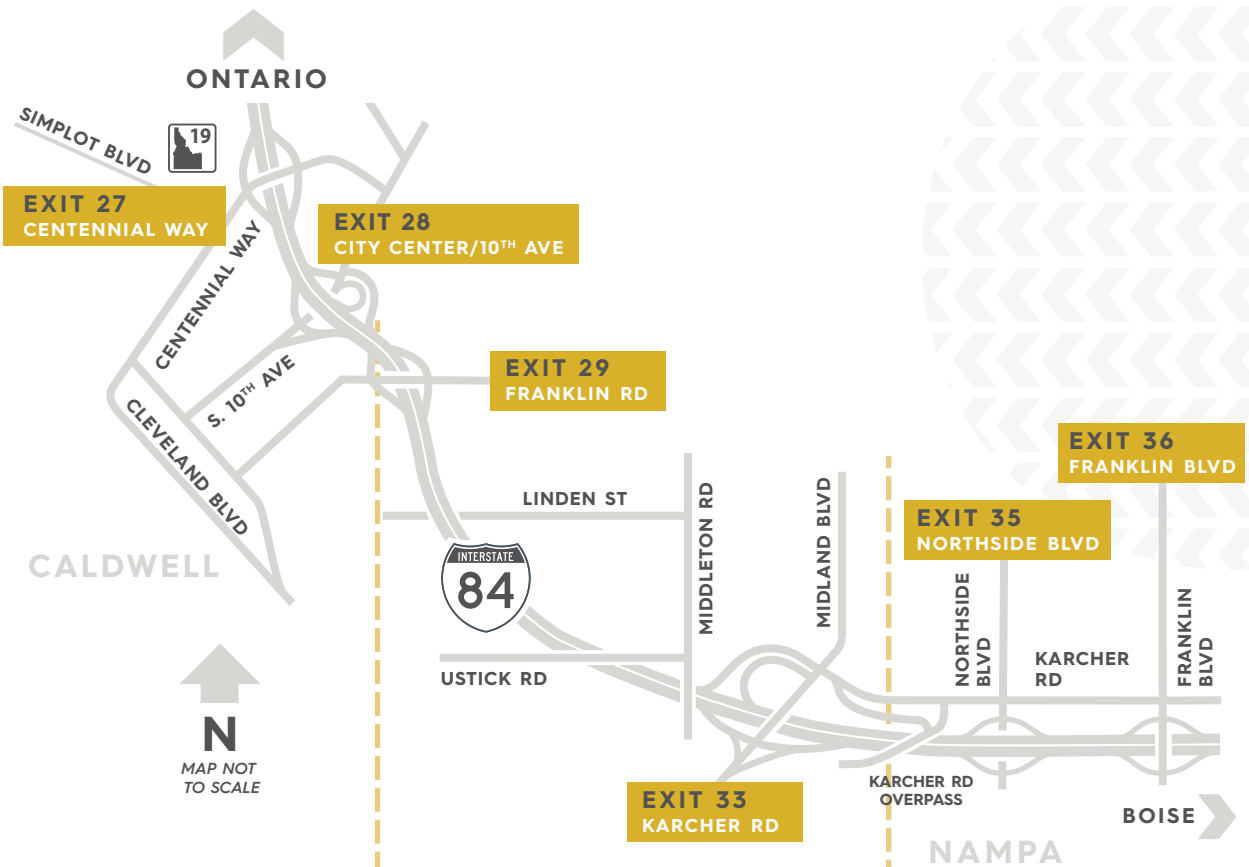 ONTARIO
SIMPLOT BLVD
19
EXIT 27
CENTENNIAL WAY
EXIT 28
CITY CENTER/10TH AVE
CENTENNIAL WAY
S. 10TH AVE
CLEVELAND BLVD
EXIT 29
FRANKLIN RD
EXIT 36
FRANKLIN BLVD
LINDEN ST
MIDDLETON RD
MIDLAND BLVD
EXIT 35
NORTHSIDE BLVD
CALDWELL
INTERSTATE
84
USTICK RD
NORTHSIDE
BLVD
KARCHER
RD
FRANKLIN
BLVD
N
MAP NOT
TO SCALE
EXIT 33
KARCHER RD
KARCHER RD
OVERPASS
BOISE
NAMPA